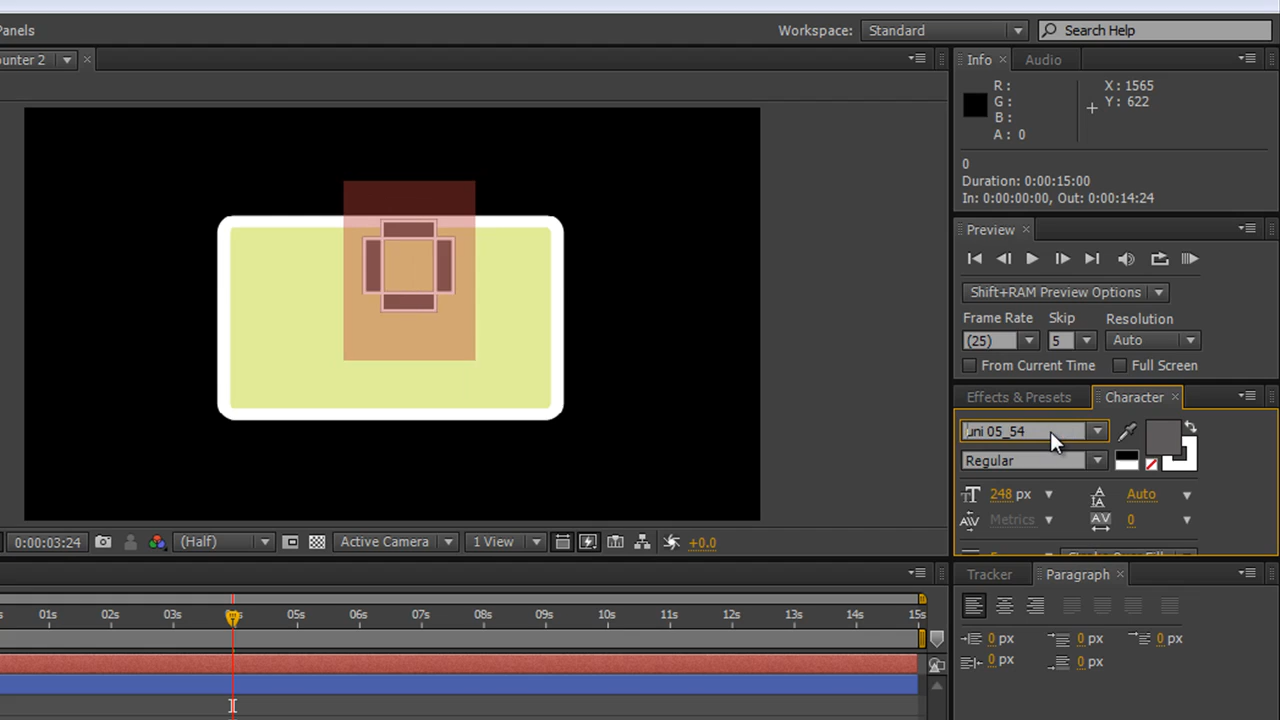 Panels
Workspace: Standard
Search Help
ounter 2
Info
Audio
R :
G :
B :
A : 0
X : 1565
Y : 622
0
Duration: 0:00:15:00
In: 0:00:00:00, Out: 0:00:14:24
Preview
Shift+RAM Preview Options
Frame Rate
Skip
Resolution
(25)
5
Auto
From Current Time
Full Screen
Effects & Presets
Character
uni 05_54
Regular
248 px
Auto
Metrics
0
0:00:03:24
(Half)
Active Camera
1 View
+0.0
Tracker
Paragraph
01s
02s
03s
05s
06s
07s
08s
09s
10s
11s
12s
13s
14s
15s
0 px
0 px
0 px
0 px
0 px